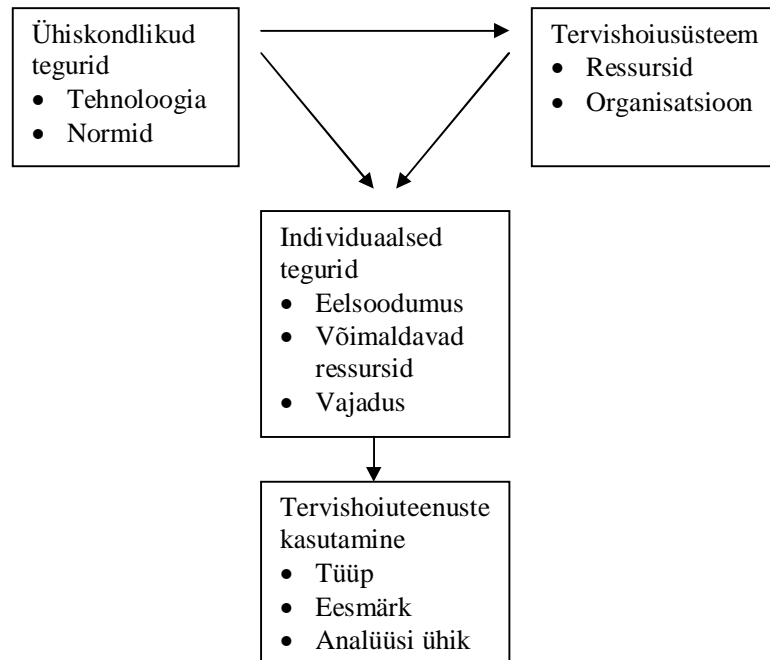 Ühiskondlikud
tegurid
• Tehnoloogia
• Normid
Tervishoiusüsteem
• Ressursid
• Organisatsioon
Individuaalsed
tegurid
• Eelsoodumus
• Võimaldavad
ressursid
• Vajadus
Tervishoiuteenuste
kasutamine
• Tüüp
• Eesmärk
• Analüüsi ühik